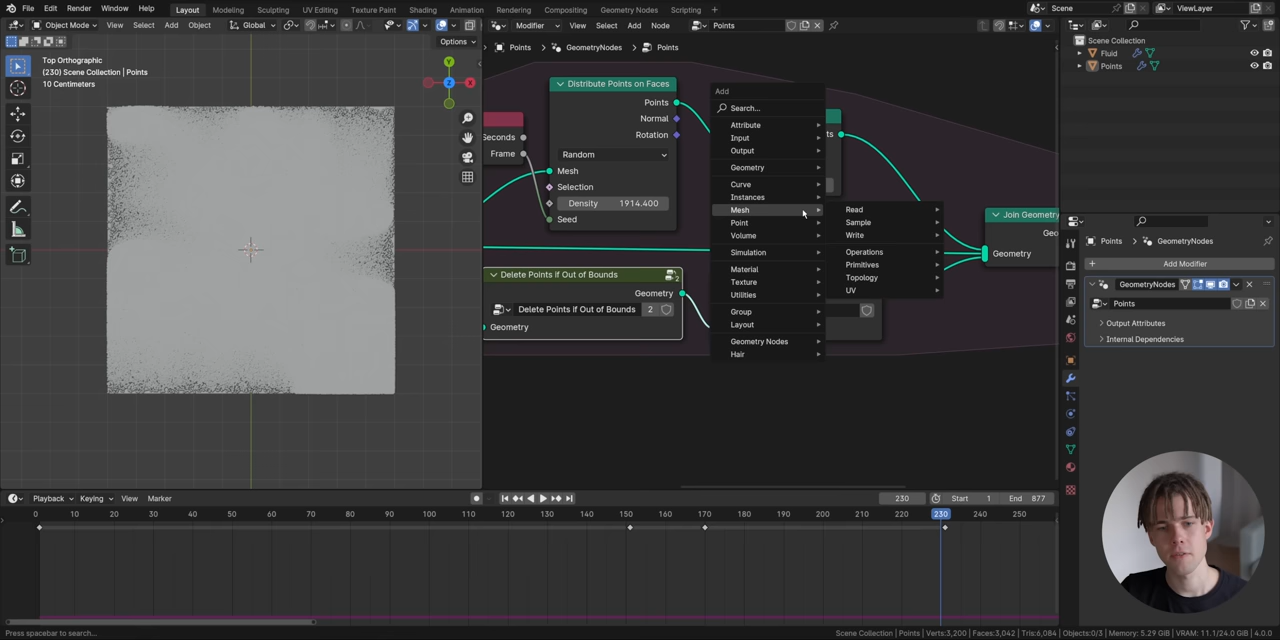 File Edit Render Window Help Layout Modeling Sculpting UV Editing Texture Paint Shading Animation Rendering Compositing Geometry Nodes Scripting + Scene ViewLayer
Object Mode View Select Add Object Global
Modifier View Select Add Node Points
Options
Points GeometryNodes Points
Top Orthographic
(230) Scene Collection | Points
10 Centimeters
Y
X
Z
Seconds
Frame
Distribute Points on Faces
Points
Normal
Rotation
Random
Mesh
Selection
Density 1914.400
Seed
Delete Points if Out of Bounds
Geometry
Delete Points if Out of Bounds 2
Geometry
Add
Search...
Attribute
Input
Output
Geometry
Curve
Instances
Mesh
Point
Volume
Simulation
Material
Texture
Utilities
Group
Layout
Geometry Nodes
Hair
Read
Sample
Write
Operations
Primitives
Topology
UV
Join Geometry
Geometry
Scene Collection
Fluid
Points
Points GeometryNodes
Add Modifier
GeometryNodes
Points
Output Attributes
Internal Dependencies
Playback Keying View Marker 230 Start 1 End 877
0 10 20 30 40 50 60 70 80 90 100 110 120 130 140 150 160 170 180 190 200 210 220 230 240 250
Press spacebar to search...
Scene Collection | Points | Verts:3,200 | Faces:3,042 | Tris:6,084 | Objects:0/3 | Memory: 5.29 GiB | VRAM: 11.1/24.0 GiB | 4.0.0